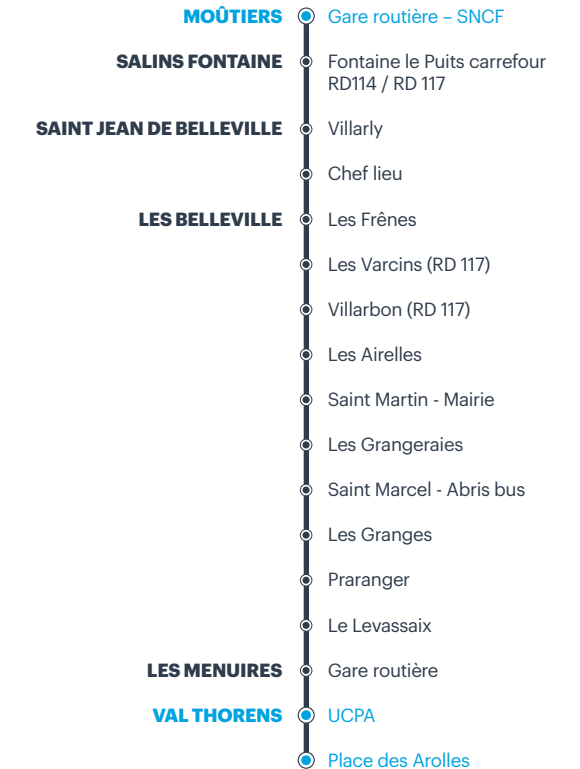 MOÛTIERS Gare routière – SNCF
SALINS FONTAINE Fontaine le Puits carrefour
RD114 / RD 117
SAINT JEAN DE BELLEVILLE Villarly
Chef lieu
LES BELLEVILLE Les Frênes
Les Varcins (RD 117)
Villarbon (RD 117)
Les Airelles
Saint Martin - Mairie
Les Grangeraies
Saint Marcel - Abris bus
Les Granges
Praranger
Le Levassaix
LES MENUIRES Gare routière
VAL THORENS UCPA
Place des Arolles